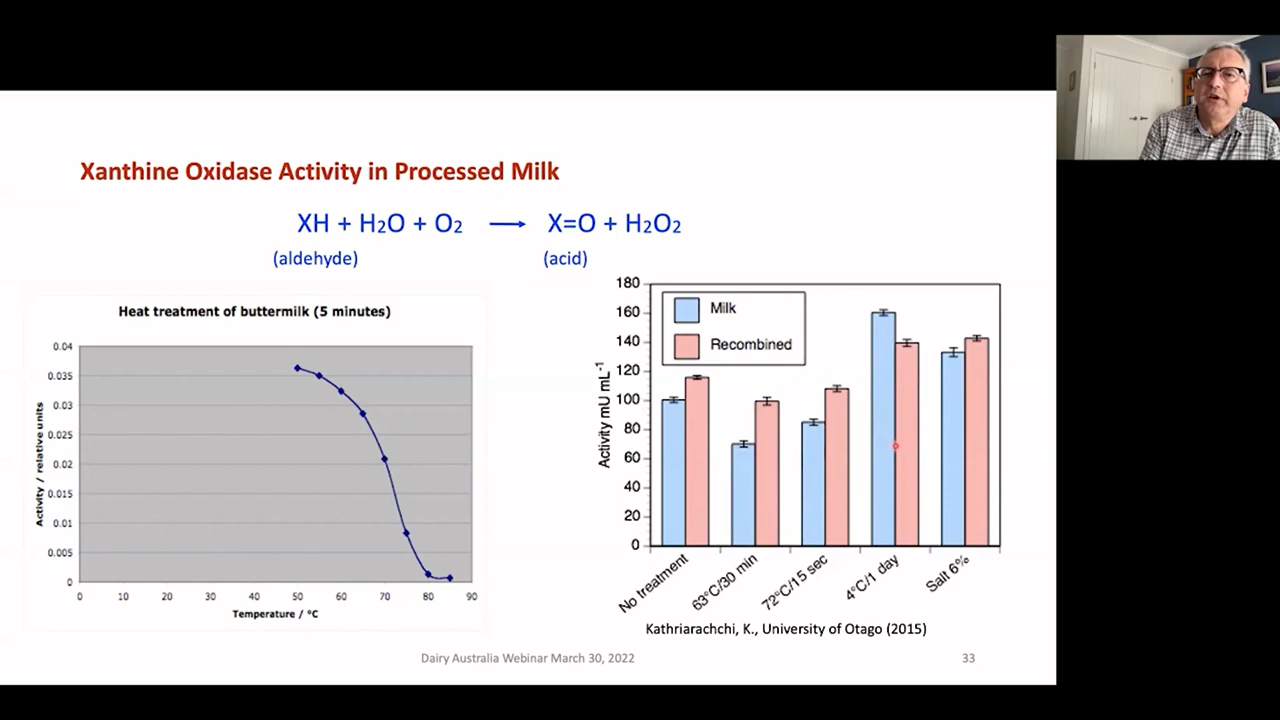 Xanthine Oxidase Activity in Processed Milk
XH + H₂O + O₂ → X=O + H₂O₂
(aldehyde) (acid)
Heat treatment of buttermilk (5 minutes)
Activity / relative units
0.04
0.035
0.03
0.025
0.02
0.015
0.01
0.005
0
0 10 20 30 40 50 60 70 80 90
Temperature / °C
Activity mU mL⁻¹
180
160
140
120
100
80
60
40
20
0
Milk
Recombined
No treatment
63°C/30 min
72°C/15 sec
4°C/1 day
Salt 6%
Kathriarachchi, K., University of Otago (2015)
Dairy Australia Webinar March 30, 2022
33